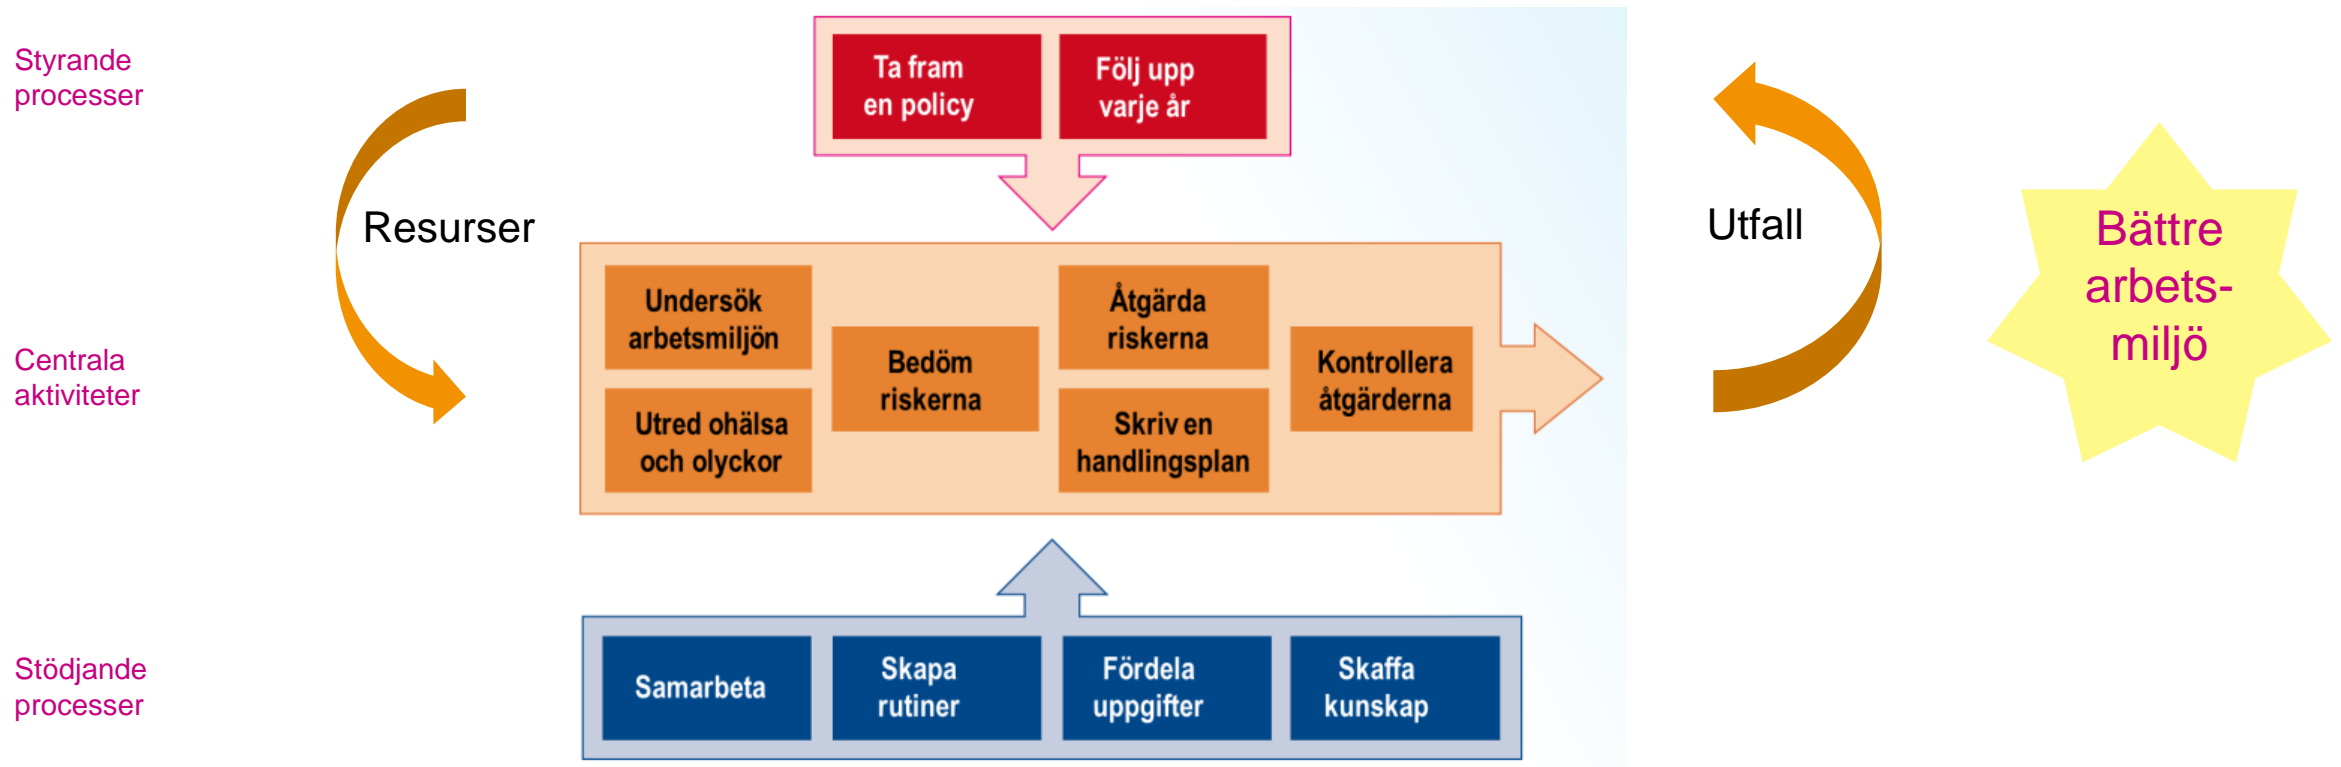 Styrande
processer
Ta fram
en policy
Följ upp
varje år
Resurser
Utfall
Bättre
arbets-
miljö
Centrala
aktiviteter
Undersök
arbetsmiljön
Utred ohälsa
och olyckor
Bedöm
riskerna
Åtgärda
riskerna
Skriv en
handlingsplan
Kontrollera
åtgärderna
Stödjande
processer
Samarbeta
Skapa
rutiner
Fördela
uppgifter
Skaffa
kunskap